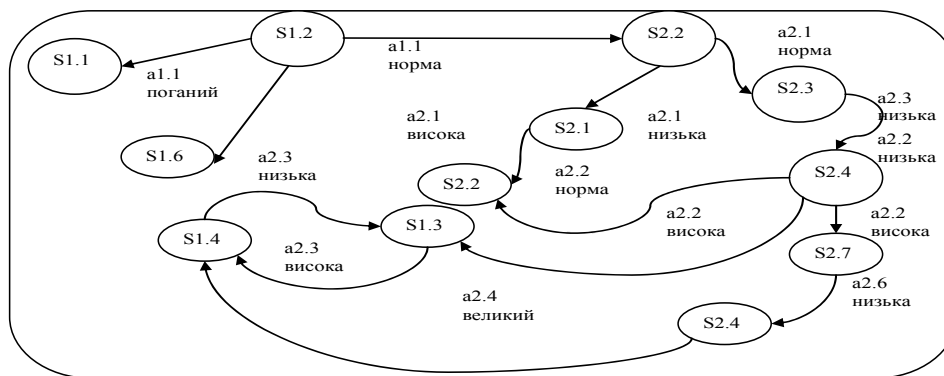 S1.2
S2.2
S1.1
a1.1
поганий
a1.1
норма
a2.1
норма
S2.3
a2.1
висока
S2.1
a2.1
низька
a2.3
низька
S1.6
a2.3
низька
S2.2
a2.2
норма
a2.2
низька
S2.4
S1.4
S1.3
a2.3
висока
a2.2
висока
a2.2
висока
S2.7
a2.4
великий
a2.6
низька
S2.4